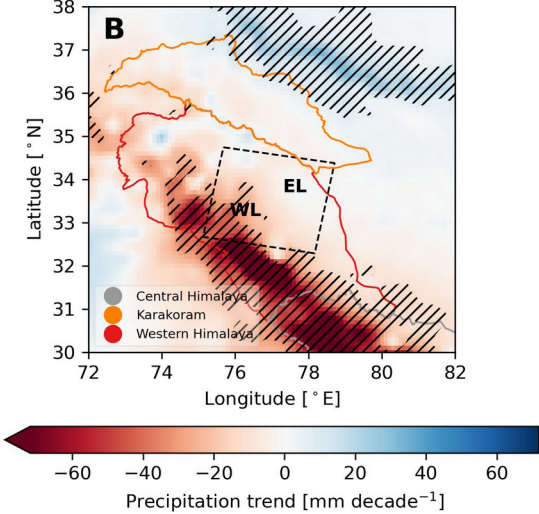 B
38
37
36
35
34
33
32
31
30
Latitude [°N]
EL
WL
Central Himalaya
Karakoram
Western Himalaya
72 74 76 78 80 82
Longitude [°E]
−60 −40 −20 0 20 40 60
Precipitation trend [mm decade⁻¹]